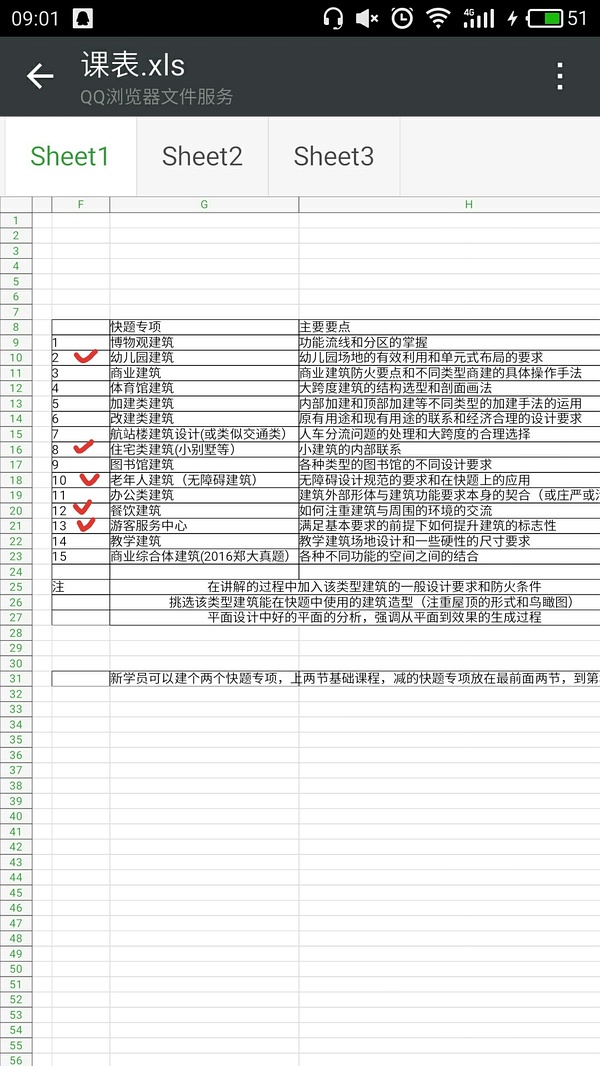 09:01 4G 51
课表.xls
QQ浏览器文件服务
Sheet1 Sheet2 Sheet3
F G H
1
2
3
4
5
6
7
8 快题专项 主要要点
9 1 博物观建筑 功能流线和分区的掌握
10 2 幼儿园建筑 幼儿园场地的有效利用和单元式布局的要求
11 3 商业建筑 商业建筑防火要点和不同类型商建的具体操作手法
12 4 体育馆建筑 大跨度建筑的结构选型和剖面画法
13 5 加建类建筑 内部加建和顶部加建等不同类型的加建手法的运用
14 6 改建类建筑 原有用途和现有用途的联系和经济合理的设计要求
15 7 航站楼建筑设计(或类似交通类) 人车分流问题的处理和大跨度的合理选择
16 8 住宅类建筑(小别墅等) 小建筑的内部联系
17 9 图书馆建筑 各种类型的图书馆的不同设计要求
18 10 老年人建筑（无障碍建筑） 无障碍设计规范的要求和在快题上的应用
19 11 办公类建筑 建筑外部形体与建筑功能要求本身的契合（或庄严或
20 12 餐饮建筑 如何注重建筑与周围的环境的交流
21 13 游客服务中心 满足基本要求的前提下如何提升建筑的标志性
22 14 教学建筑 教学建筑场地设计和一些硬性的尺寸要求
23 15 商业综合体建筑(2016郑大真题) 各种不同功能的空间之间的结合
24
25 注 在讲解的过程中加入该类型建筑的一般设计要求和防火条件
26 挑选该类型建筑能在快题中使用的建筑造型（注重屋顶的形式和鸟瞰图）
27 平面设计中好的平面的分析，强调从平面到效果的生成过程
28
29
30
31 新学员可以建个两个快题专项，上两节基础课程，减的快题专项放在最前面两节，到第
32
33
34
35
36
37
38
39
40
41
42
43
44
45
46
47
48
49
50
51
52
53
54
55
56